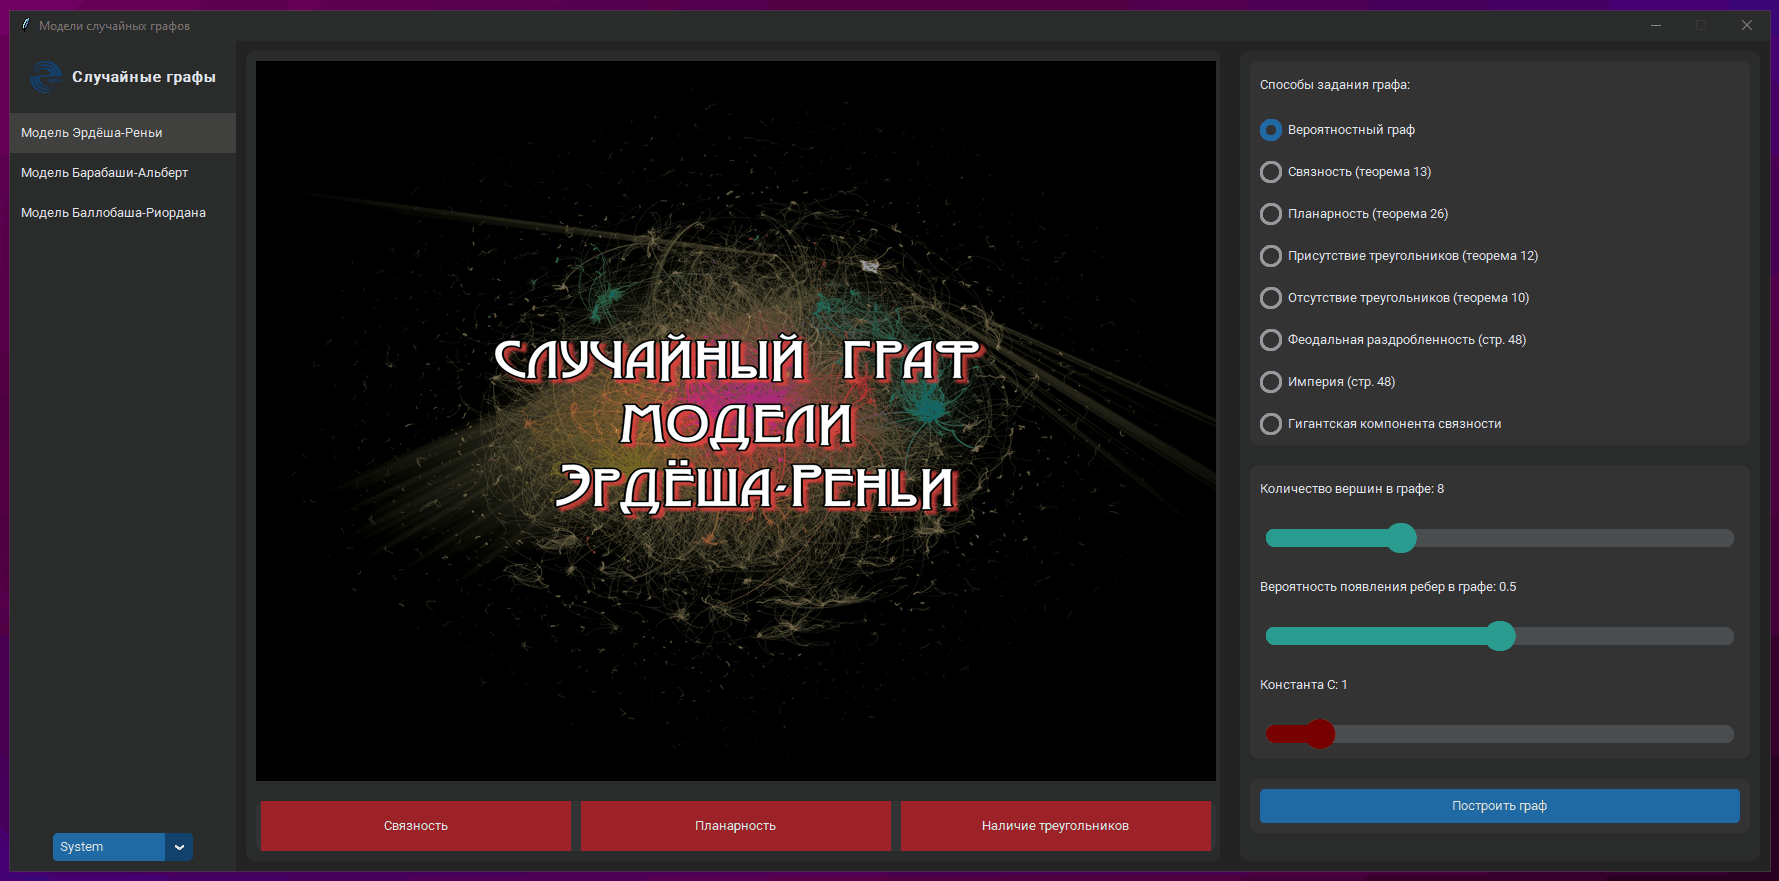 Модели случайных графов
Случайные графы
Модель Эрдёша-Реньи
Модель Барабаши-Альберт
Модель Баллобаша-Риордана
System
СЛУЧАЙНЫЙ ГРАФ
МОДЕЛИ
ЭРДЁША-РЕНЬИ
Связность
Планарность
Наличие треугольников
Способы задания графа:
Вероятностный граф
Связность (теорема 13)
Планарность (теорема 26)
Присутствие треугольников (теорема 12)
Отсутствие треугольников (теорема 10)
Феодальная раздробленность (стр. 48)
Империя (стр. 48)
Гигантская компонента связности
Количество вершин в графе: 8
Вероятность появления ребер в графе: 0.5
Константа С: 1
Построить граф